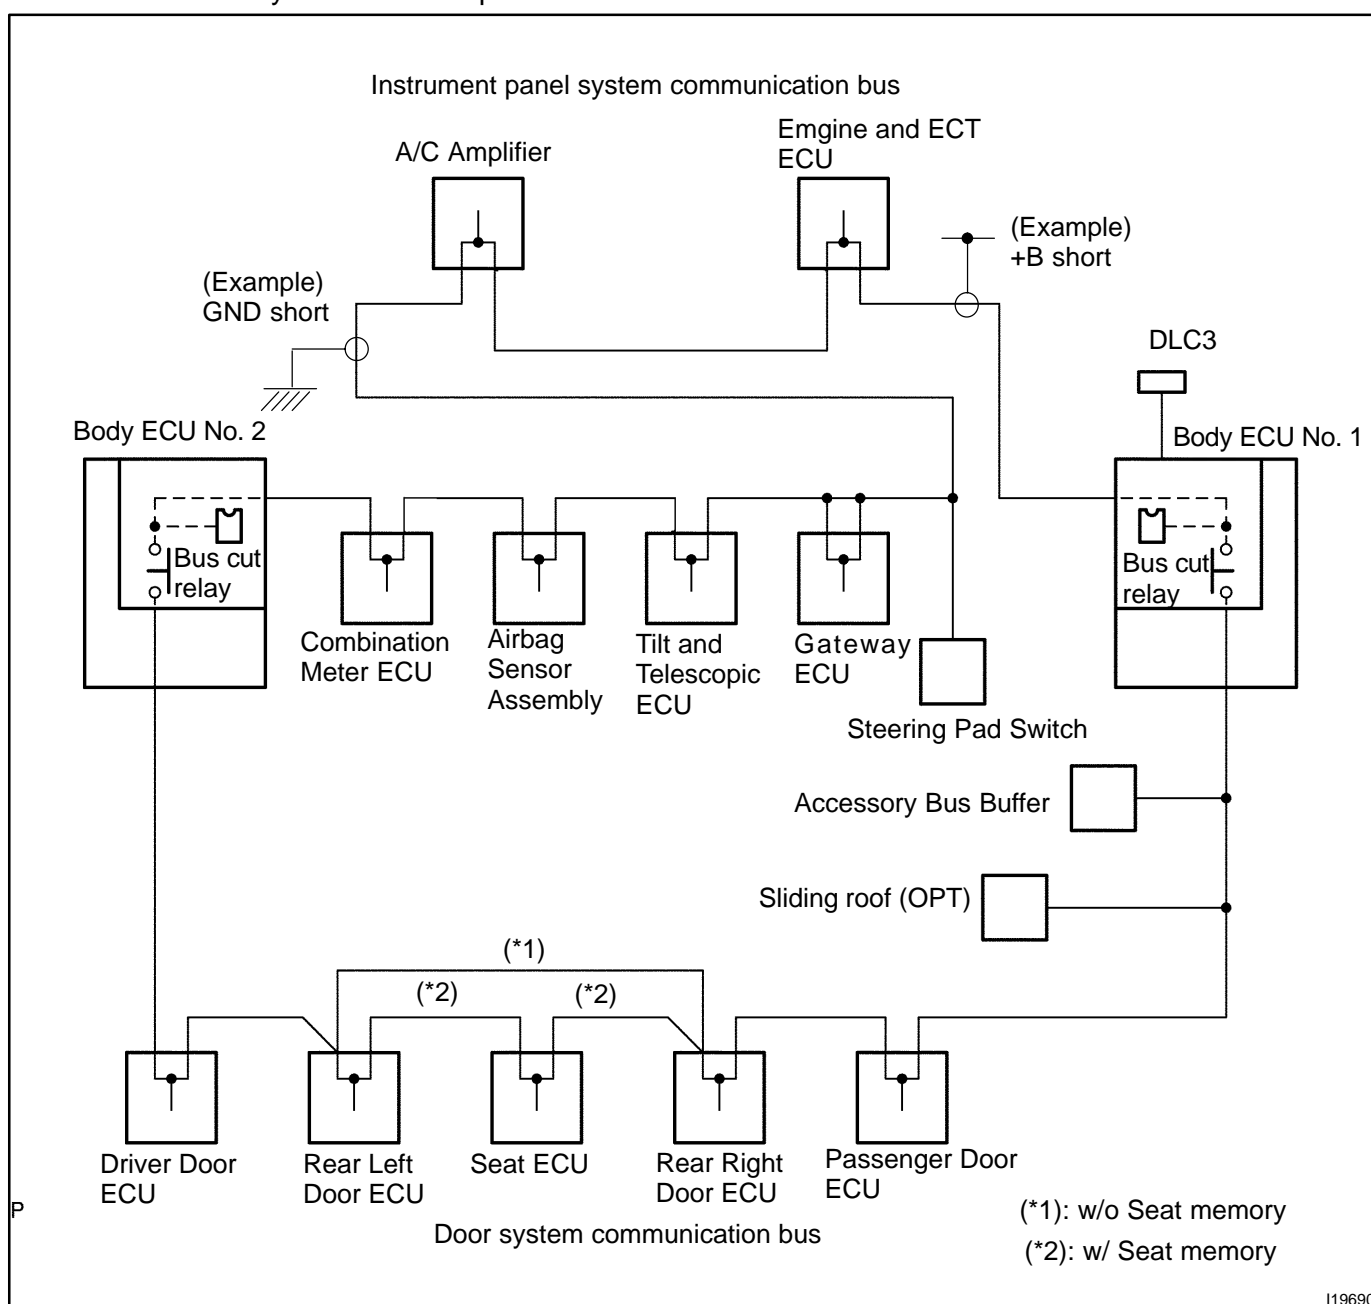 Instrument panel system communication bus
A/C Amplifier
Emgine and ECT
ECU
(Example)
+B short
(Example)
GND short
DLC3
Body ECU No. 2
Body ECU No. 1
Bus cut
relay
Bus cut
relay
Combination
Meter ECU
Airbag
Sensor
Assembly
Tilt and
Telescopic
ECU
Gateway
ECU
Steering Pad Switch
Accessory Bus Buffer
Sliding roof (OPT)
(*1)
(*2)
(*2)
Driver Door
ECU
Rear Left
Door ECU
Seat ECU
Rear Right
Door ECU
Passenger Door
ECU
P
(*1): w/o Seat memory
Door system communication bus
(*2): w/ Seat memory
I19690